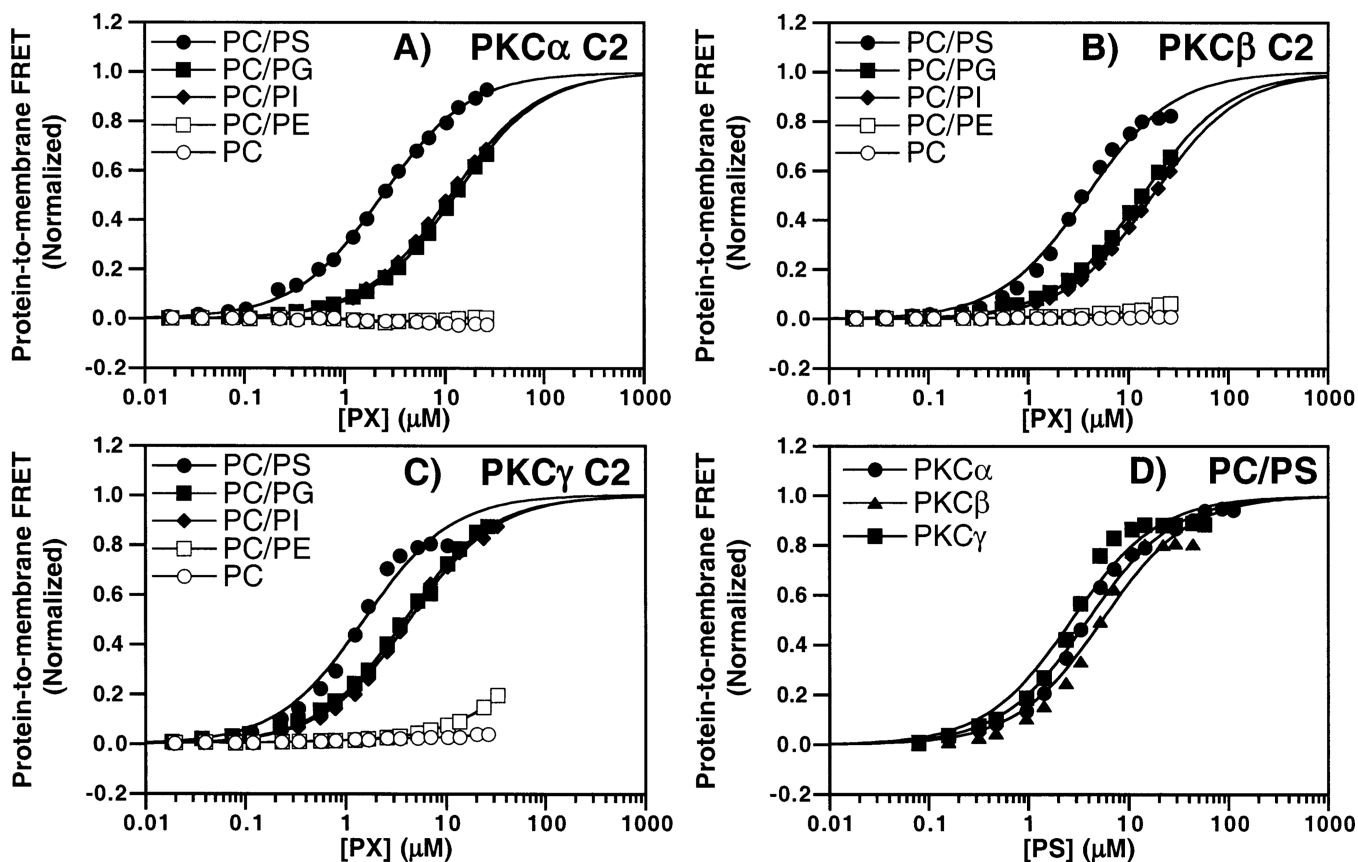 A) PKCα C2
PC/PS
PC/PG
PC/PI
PC/PE
PC
Protein-to-membrane FRET
(Normalized)
1.2
1.0
0.8
0.6
0.4
0.2
0.0
-0.2
0.01 0.1 1 10 100 1000
[PX] (μM)
B) PKCβ C2
PC/PS
PC/PG
PC/PI
PC/PE
PC
Protein-to-membrane FRET
(Normalized)
1.2
1.0
0.8
0.6
0.4
0.2
0.0
-0.2
0.01 0.1 1 10 100 1000
[PX] (μM)
C) PKCγ C2
PC/PS
PC/PG
PC/PI
PC/PE
PC
Protein-to-membrane FRET
(Normalized)
1.2
1.0
0.8
0.6
0.4
0.2
0.0
-0.2
0.01 0.1 1 10 100 1000
[PX] (μM)
D) PC/PS
PKCα
PKCβ
PKCγ
Protein-to-membrane FRET
(Normalized)
1.2
1.0
0.8
0.6
0.4
0.2
0.0
-0.2
0.01 0.1 1 10 100 1000
[PS] (μM)